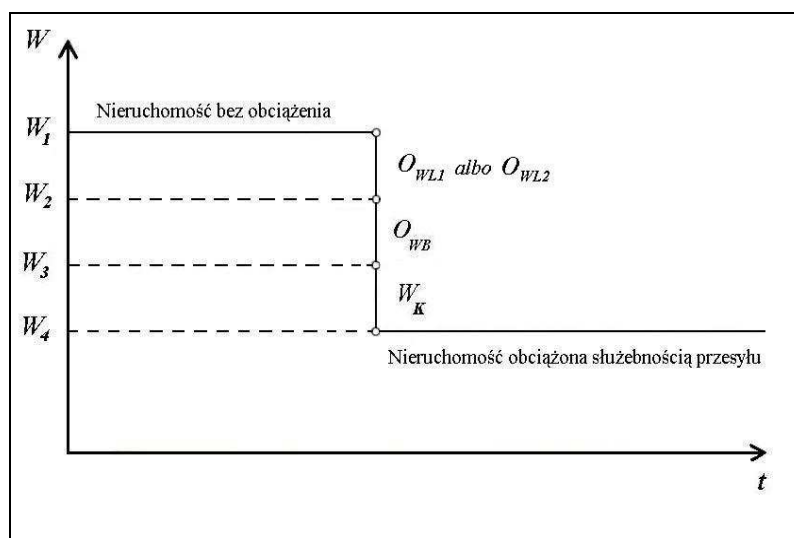 W
Nieruchomość bez obciążenia
W1
OWL1 albo OWL2
W2
OWB
W3
WK
W4
Nieruchomość obciążona służebnością przesyłu
t